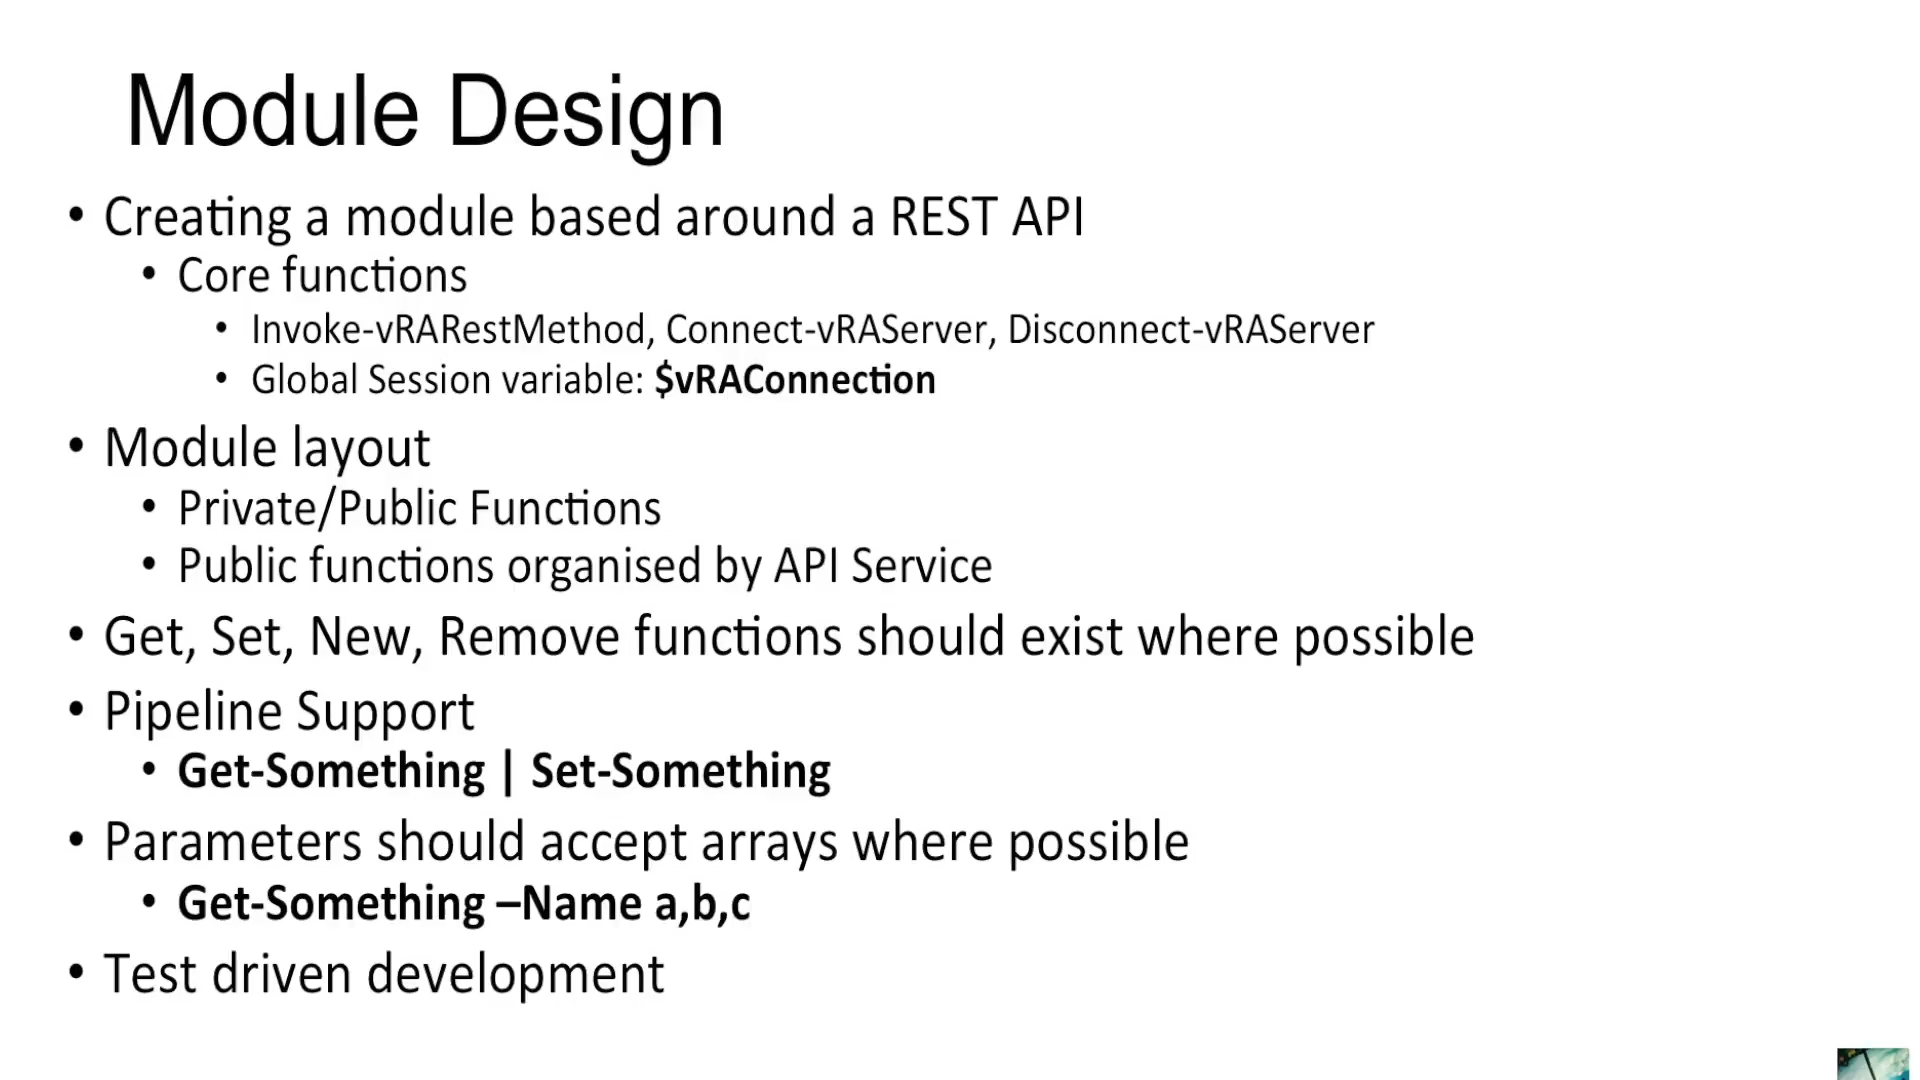 Module Design
• Creating a module based around a REST API
• Core functions
• Invoke-vRARestMethod, Connect-vRAServer, Disconnect-vRAServer
• Global Session variable: $vRAConnection
• Module layout
• Private/Public Functions
• Public functions organised by API Service
• Get, Set, New, Remove functions should exist where possible
• Pipeline Support
• Get-Something | Set-Something
• Parameters should accept arrays where possible
• Get-Something –Name a,b,c
• Test driven development